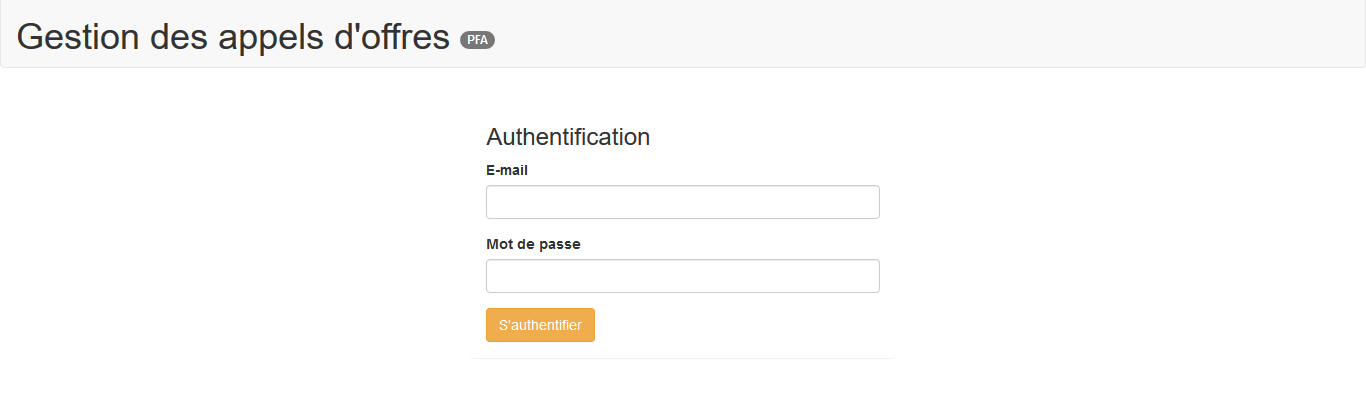 Gestion des appels d'offres PFA
Authentification
E-mail
Mot de passe
S'authentifier